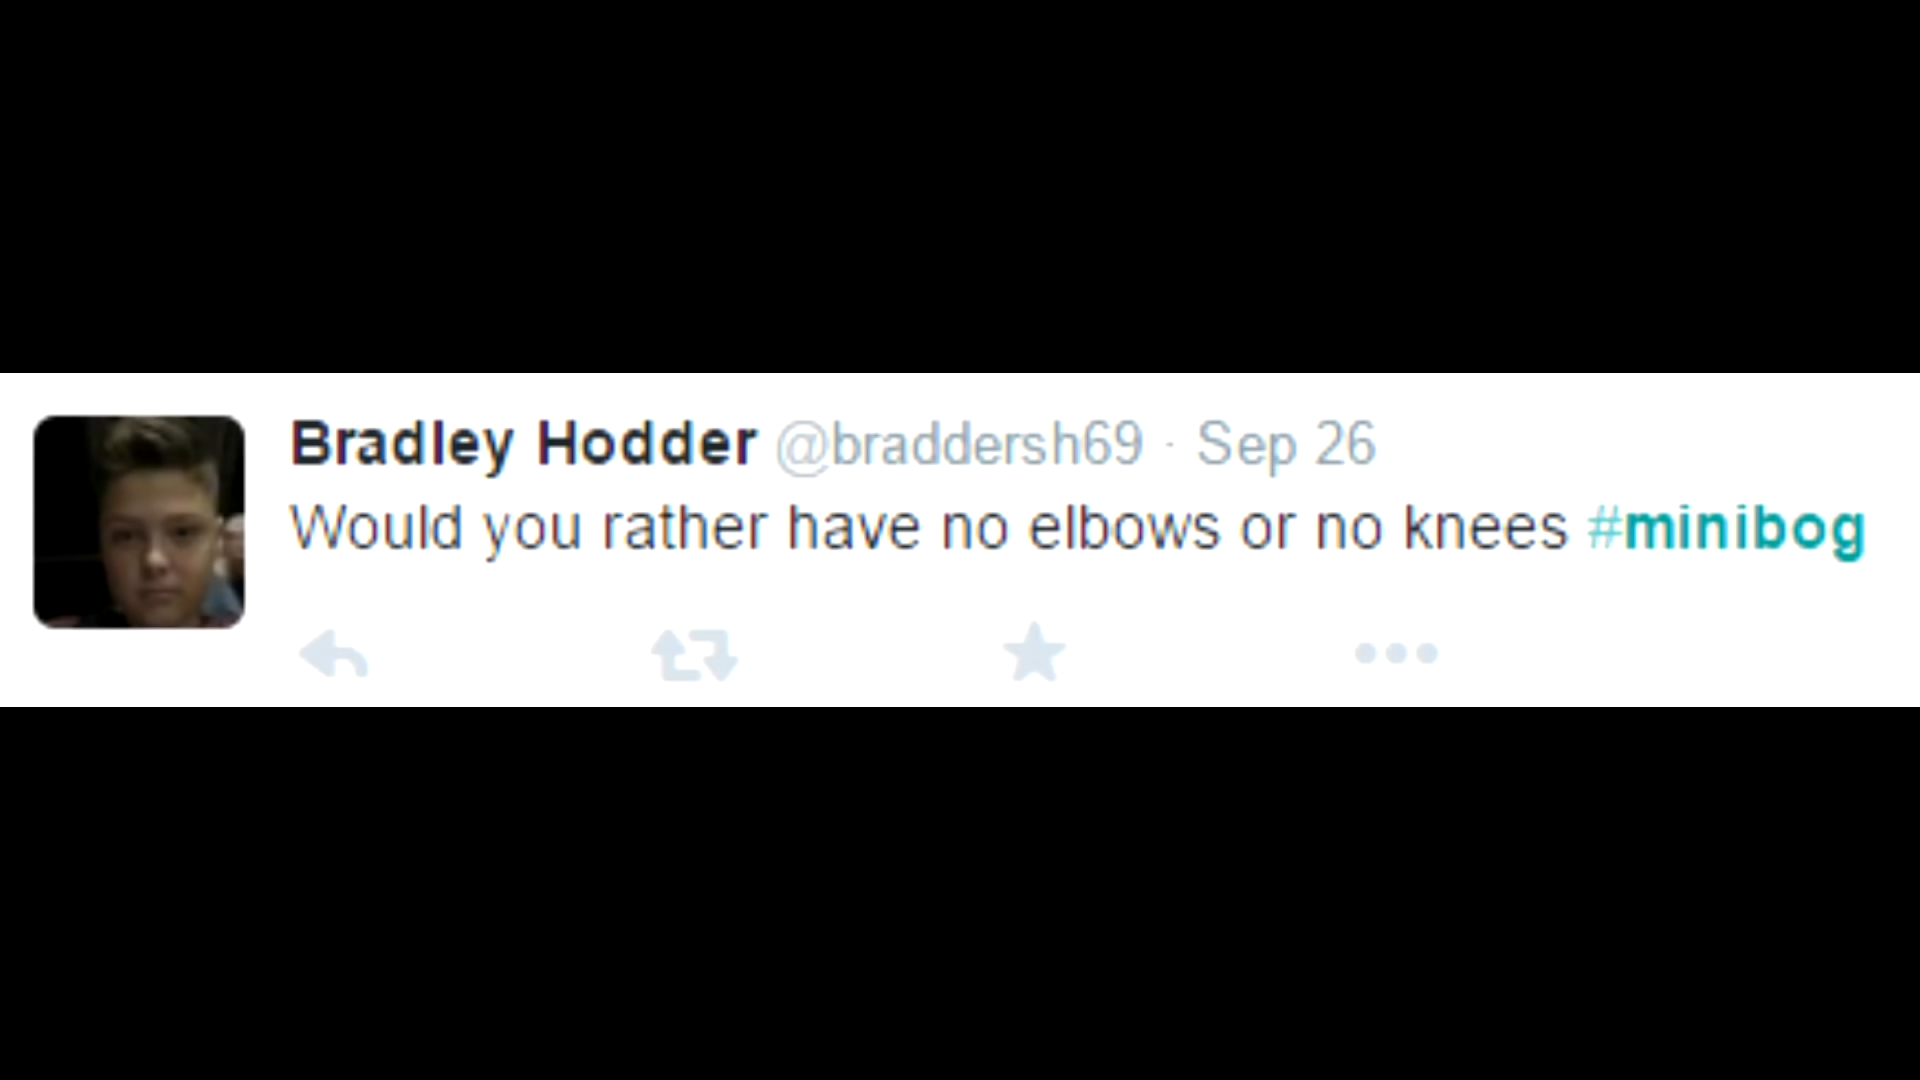 Bradley Hodder @braddersh69 · Sep 26
Would you rather have no elbows or no knees #minibog